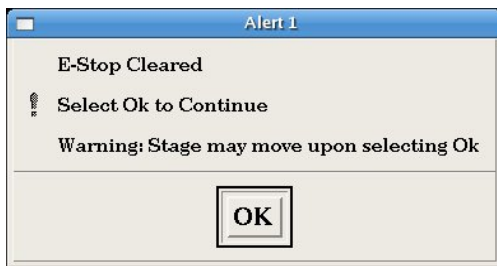 Alert 1
E-Stop Cleared
Select Ok to Continue
Warning: Stage may move upon selecting Ok
OK